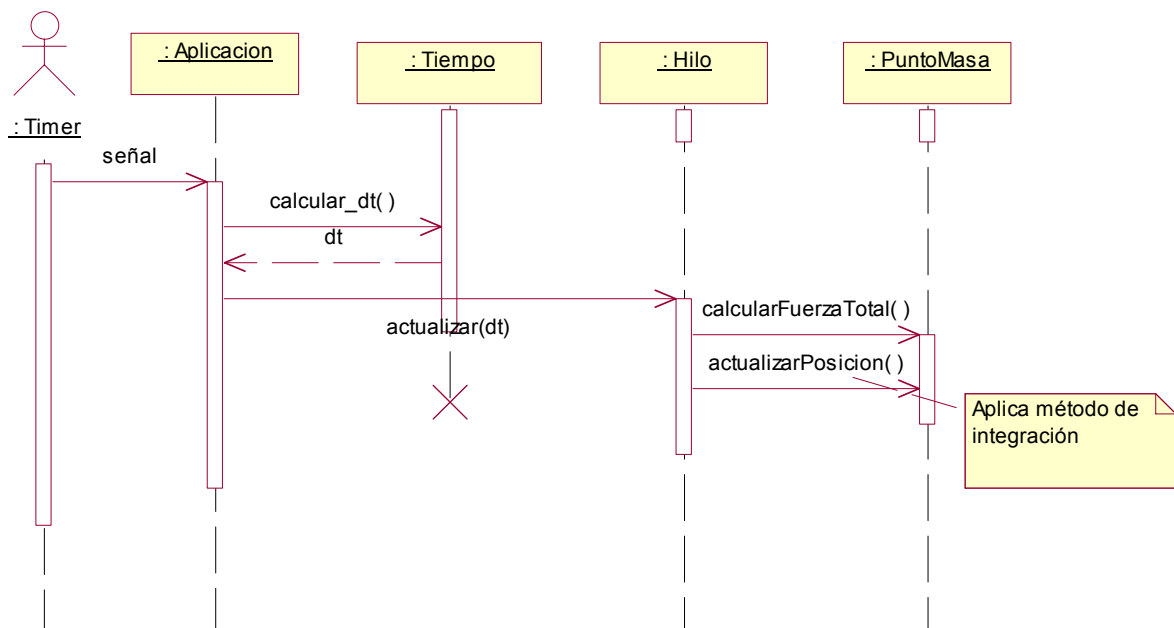 : Aplicacion
: Tiempo
: Hilo
: PuntoMasa
: Timer
señal
calcular_dt( )
dt
actualizar(dt)
calcularFuerzaTotal( )
actualizarPosicion( )
Aplica método de
integración